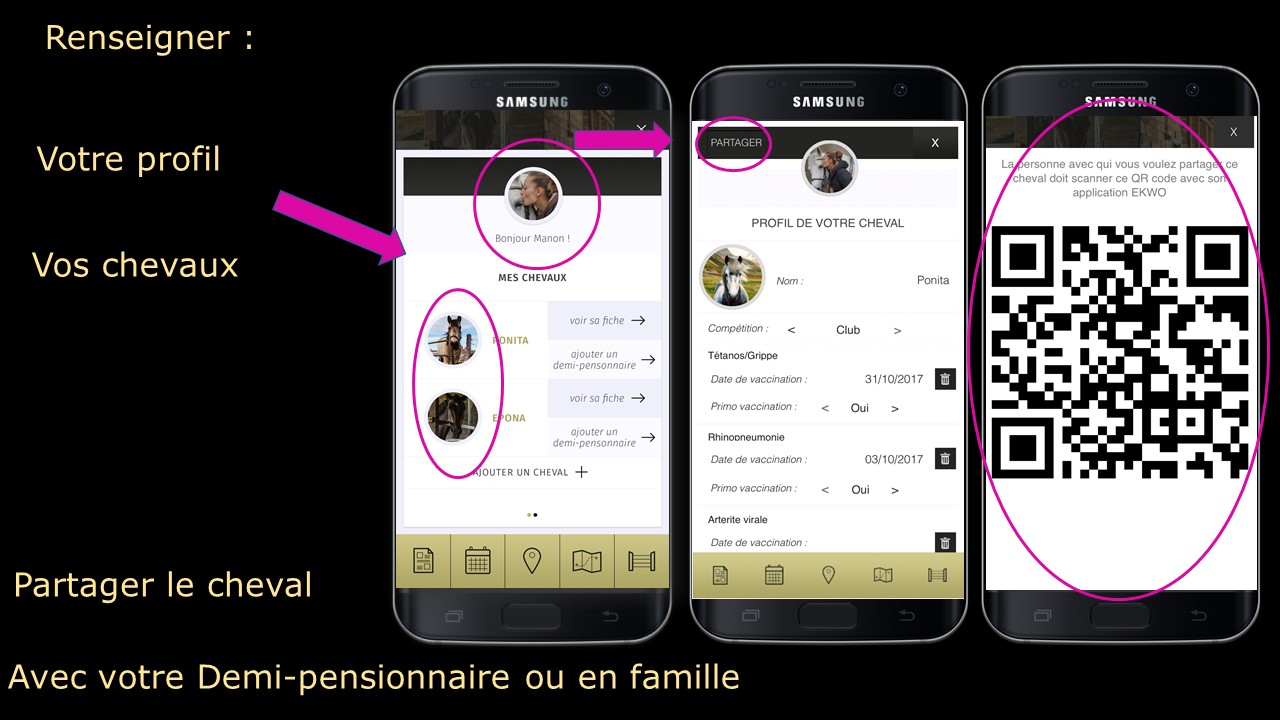 Renseigner :
Votre profil
Vos chevaux
Partager le cheval
Avec votre Demi-pensionnaire ou en famille
SAMSUNG
Bonjour Manon !
MES CHEVAUX
PONITA
voir sa fiche →
ajouter un
demi-pensonnaire →
EPONA
voir sa fiche →
ajouter un
demi-pensonnaire →
AJOUTER UN CHEVAL +
SAMSUNG
PARTAGER X
PROFIL DE VOTRE CHEVAL
Nom : Ponita
Compétition : < Club >
Tétanos/Grippe
Date de vaccination : 31/10/2017
Primo vaccination : < Oui >
Rhinopneumonie
Date de vaccination : 03/10/2017
Primo vaccination : < Oui >
Arterite virale
Date de vaccination :
SAMSUNG
X
La personne avec qui vous voulez partager ce
cheval doit scanner ce QR code avec son
application EKWO